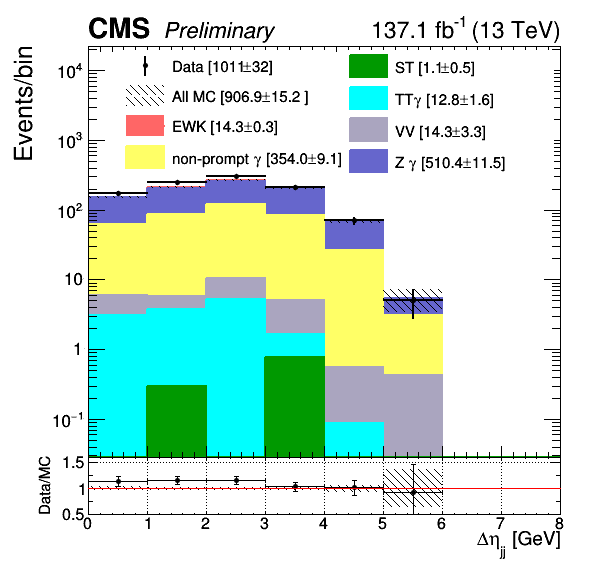 CMS Preliminary 137.1 fb⁻¹ (13 TeV)
Events/bin
Data [1011±32]
All MC [906.9±15.2 ]
EWK [14.3±0.3]
non-prompt γ [354.0±9.1]
ST [1.1±0.5]
TTγ [12.8±1.6]
VV [14.3±3.3]
Z γ [510.4±11.5]
10⁴
10³
10²
10
1
10⁻¹
Data/MC
1.5
1
0.5
0 1 2 3 4 5 6 7 8
Δη_jj [GeV]